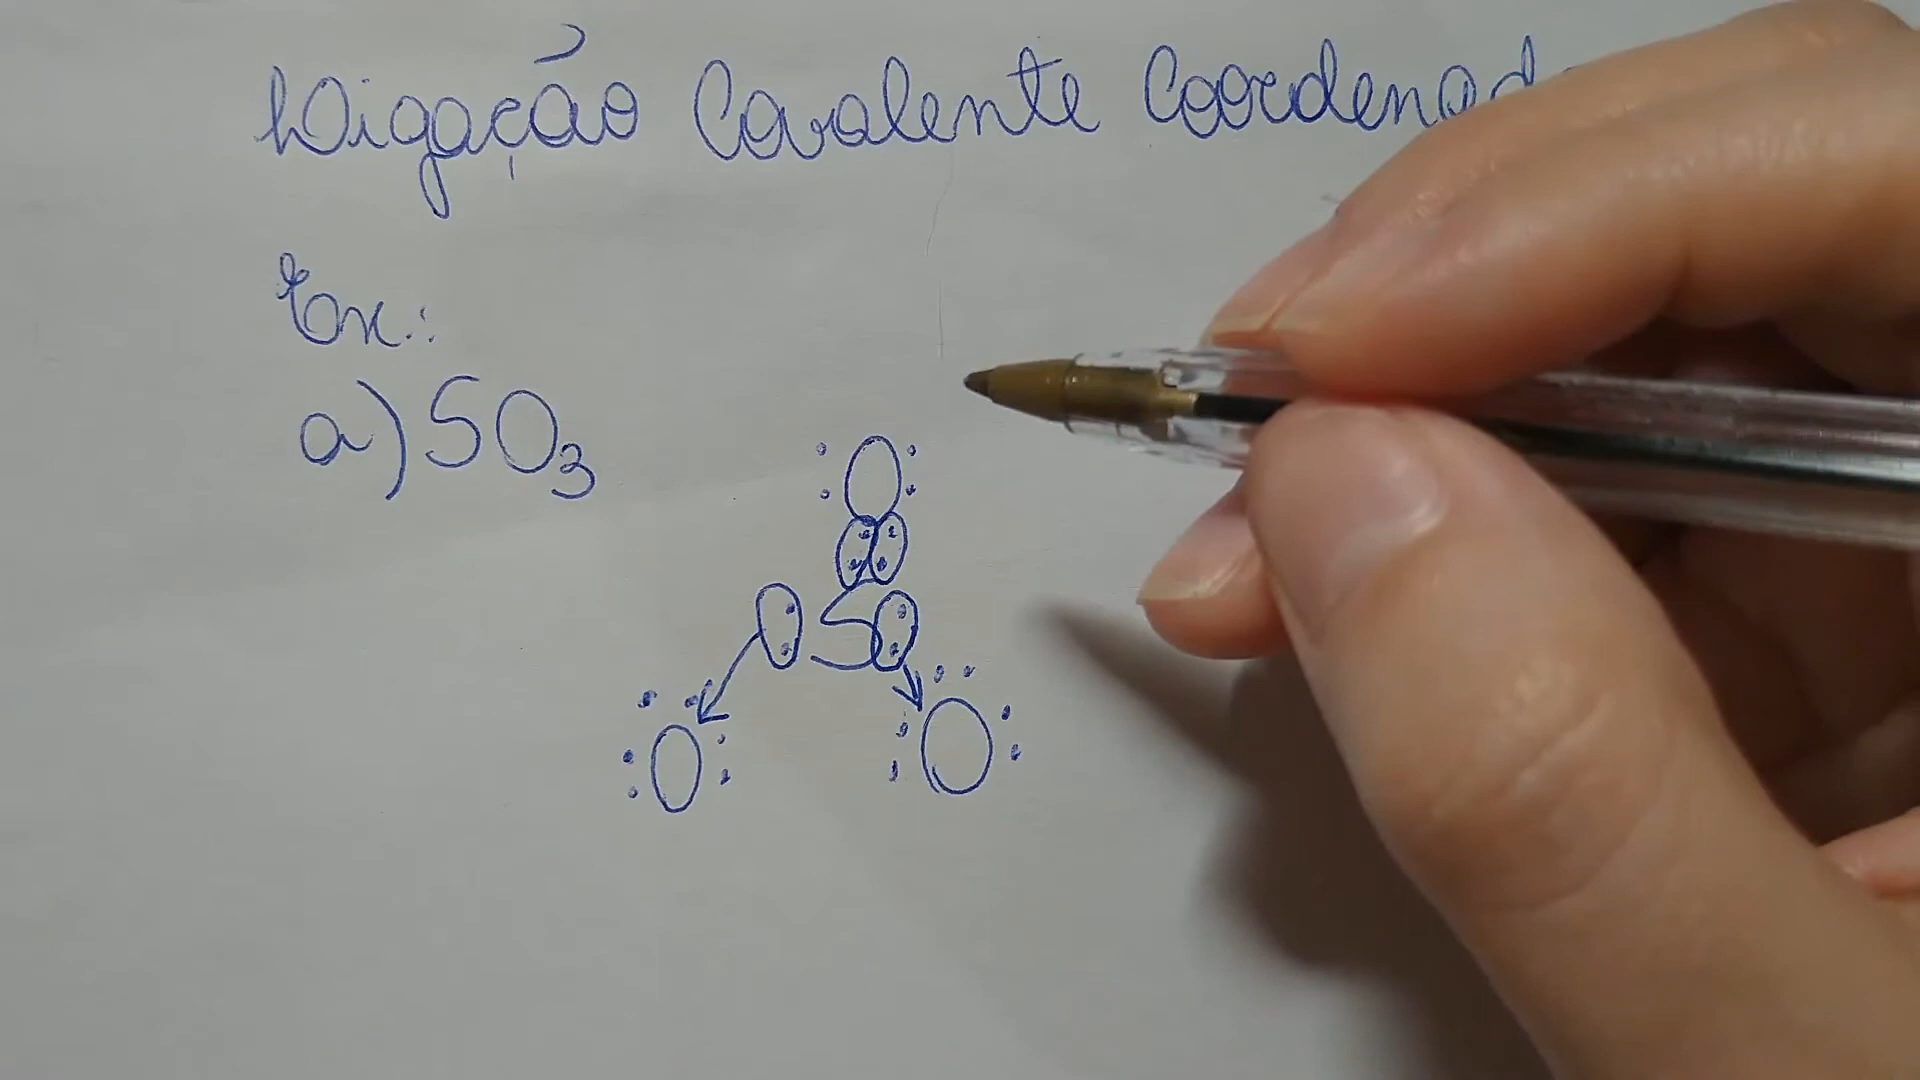 Ligação Covalente Coordenad
Ex.:
a) SO₃
O
S
O O